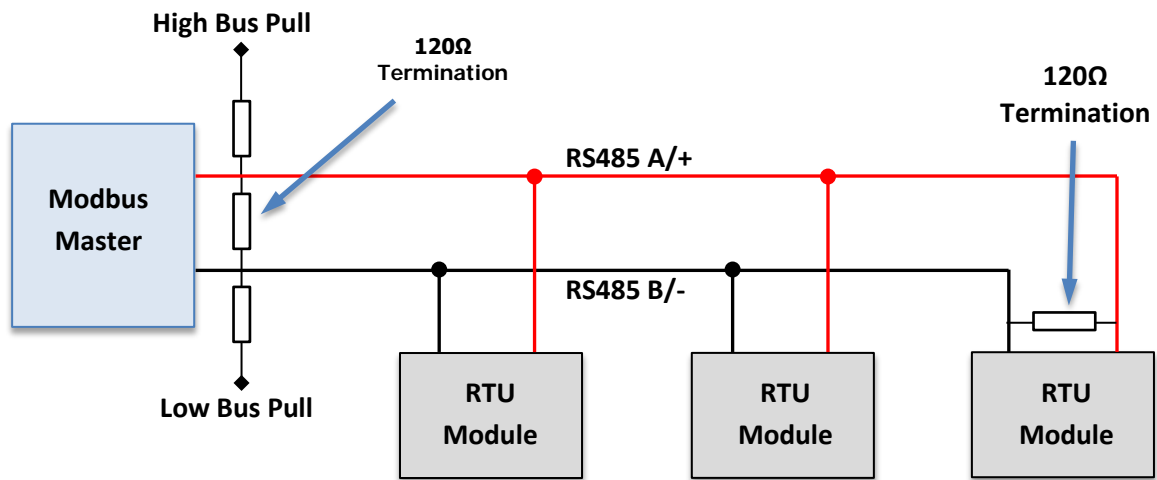 High Bus Pull
120Ω
Termination
120Ω
Termination
RS485 A/+
Modbus
Master
RS485 B/-
Low Bus Pull
RTU
Module
RTU
Module
RTU
Module